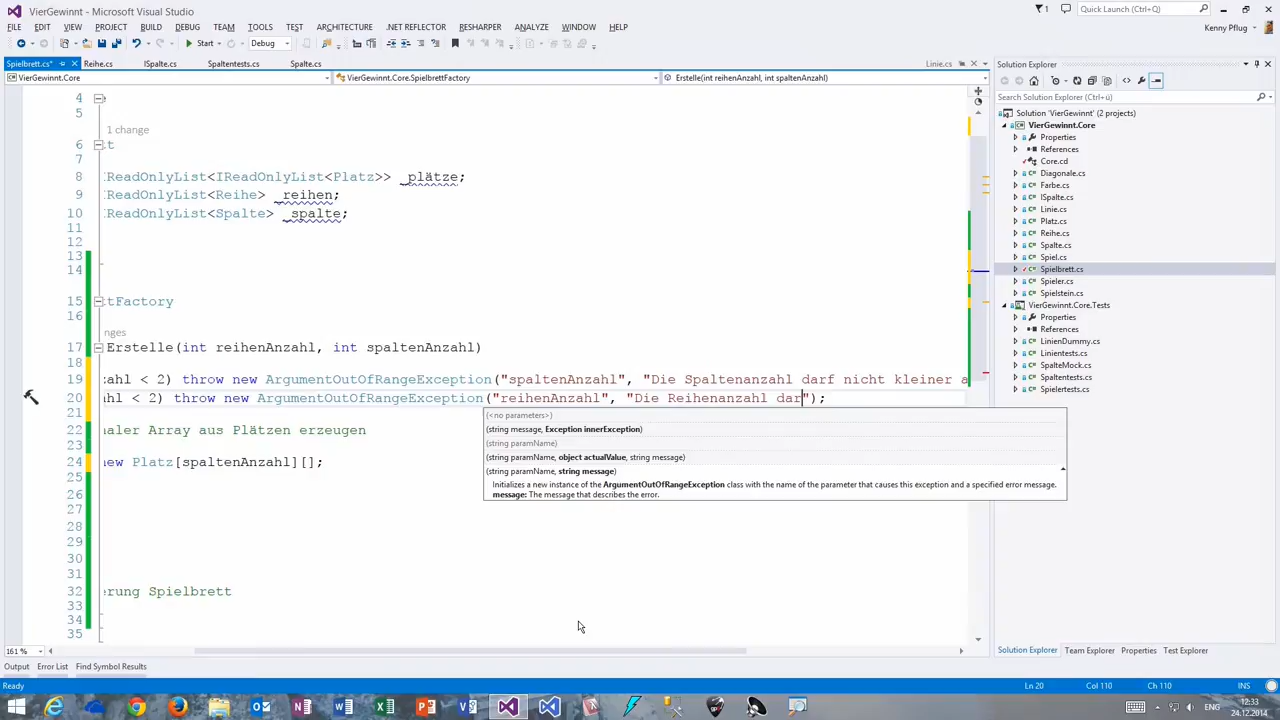 VierGewinnt - Microsoft Visual Studio
1
Quick Launch (Ctrl+Q)
FILE EDIT VIEW PROJECT BUILD DEBUG TEAM TOOLS TEST ARCHITECTURE .NET REFLECTOR RESHARPER ANALYZE WINDOW HELP
Kenny Pflug
Start Debug
Spielbrett.cs* Reihe.cs ISpalte.cs Spaltentests.cs Spalte.cs Linie.cs
VierGewinnt.Core VierGewinnt.Core.SpielbrettFactory Erstelle(int reihenAnzahl, int spaltenAnzahl)
4
5
1 change
6 t
7
8 IReadOnlyList<IReadOnlyList<Platz>> _plätze;
9 IReadOnlyList<Reihe> _reihen;
10 IReadOnlyList<Spalte> _spalte;
11
12
13
14
15 ttFactory
16
nges
17 Erstelle(int reihenAnzahl, int spaltenAnzahl)
18
19 zahl < 2) throw new ArgumentOutOfRangeException("spaltenAnzahl", "Die Spaltenanzahl darf nicht kleiner a
20 ahl < 2) throw new ArgumentOutOfRangeException("reihenAnzahl", "Die Reihenanzahl dar");
21
22 naler Array aus Plätzen erzeugen
23
24 new Platz[spaltenAnzahl][];
25
26
27
28
29
30
31
32 erung Spielbrett
33
34
35
(<no parameters>)
(string message, Exception innerException)
(string paramName)
(string paramName, object actualValue, string message)
(string paramName, string message)
Initializes a new instance of the ArgumentOutOfRangeException class with the name of the parameter that causes this exception and a specified error message.
message: The message that describes the error.
161 %
Output Error List Find Symbol Results
Solution Explorer
Search Solution Explorer (Ctrl+ü)
Solution 'VierGewinnt' (2 projects)
VierGewinnt.Core
Properties
References
Core.cd
Diagonale.cs
Farbe.cs
ISpalte.cs
Linie.cs
Platz.cs
Reihe.cs
Spalte.cs
Spiel.cs
Spielbrett.cs
Spieler.cs
Spielstein.cs
VierGewinnt.Core.Tests
Properties
References
LinienDummy.cs
Linientests.cs
SpalteMock.cs
Spaltentests.cs
Spielertests.cs
Solution Explorer Team Explorer Properties Test Explorer
Ready Ln 20 Col 110 Ch 110 INS
ENG 12:33
24.12.2014